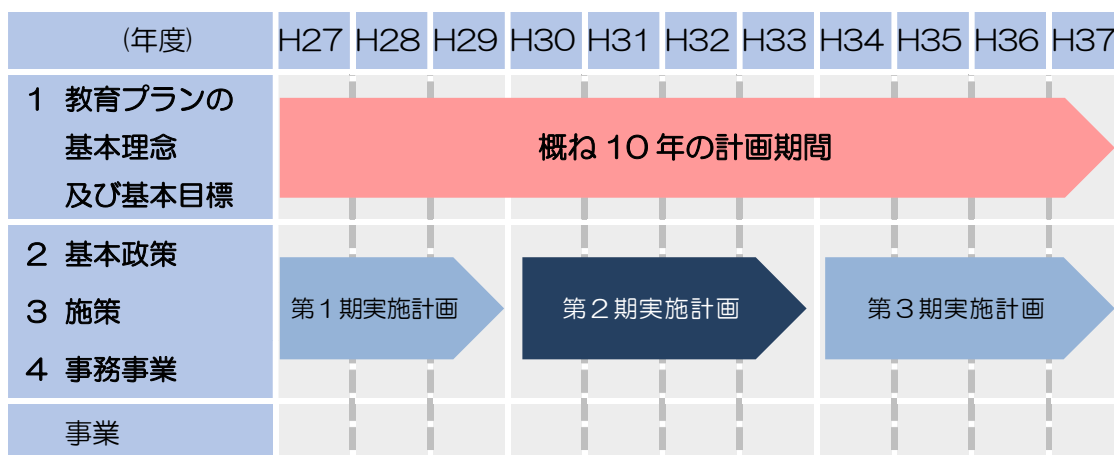 (年度) H27 H28 H29 H30 H31 H32 H33 H34 H35 H36 H37
1 教育プランの
基本理念
及び基本目標
概ね 10 年の計画期間
2 基本政策
3 施策
4 事務事業
第1期実施計画 第2期実施計画 第3期実施計画
事業